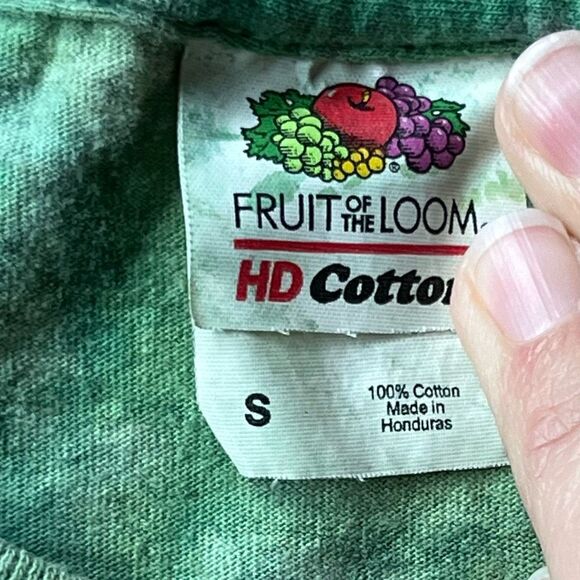 FRUIT OF THE LOOM
HD Cotto
S
100% Cotton
Made in
Honduras